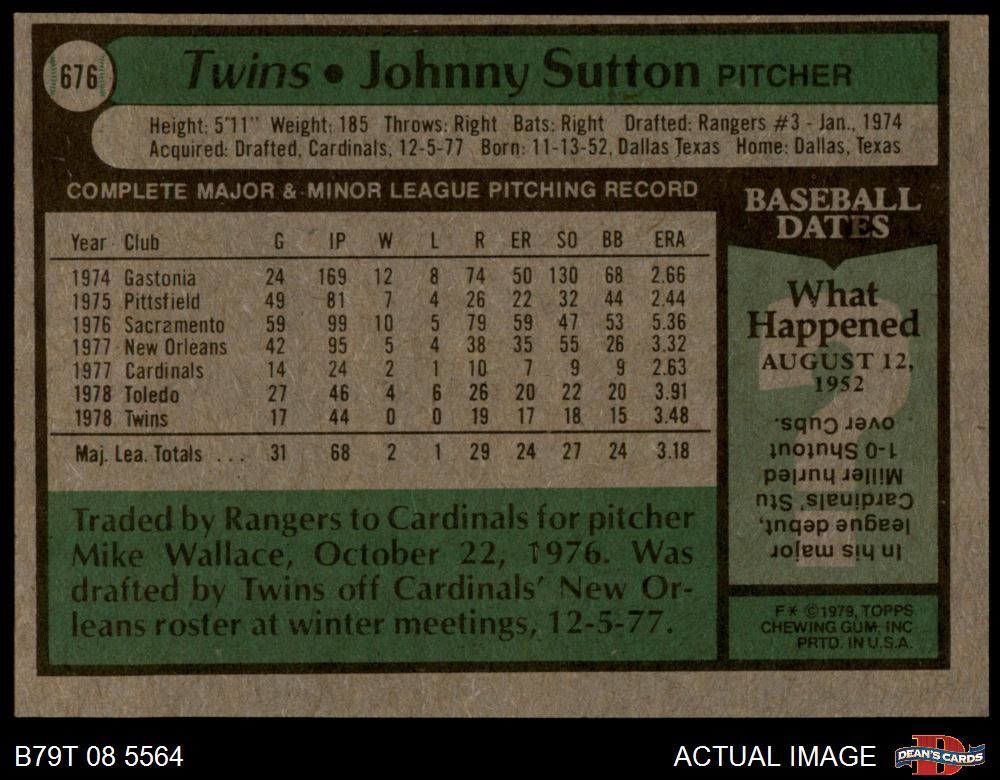 676
Twins • Johnny Sutton PITCHER
Height: 5'11" Weight: 185 Throws: Right Bats: Right Drafted: Rangers #3 - Jan., 1974
Acquired: Drafted, Cardinals, 12-5-77 Born: 11-13-52, Dallas Texas Home: Dallas, Texas
COMPLETE MAJOR & MINOR LEAGUE PITCHING RECORD
Year Club G IP W L R ER SO BB ERA
1974 Gastonia 24 169 12 8 74 50 130 68 2.66
1975 Pittsfield 49 81 7 4 26 22 32 44 2.44
1976 Sacramento 59 99 10 5 79 59 47 53 5.36
1977 New Orleans 42 95 5 4 38 35 55 26 3.32
1977 Cardinals 14 24 2 1 10 7 9 9 2.63
1978 Toledo 27 46 4 6 26 20 22 20 3.91
1978 Twins 17 44 0 0 19 17 18 15 3.48
Maj. Lea. Totals ... 31 68 2 1 29 24 27 24 3.18
Traded by Rangers to Cardinals for pitcher
Mike Wallace, October 22, 1976. Was
drafted by Twins off Cardinals' New Or-
leans roster at winter meetings, 12-5-77.
BASEBALL
DATES
What
Happened
AUGUST 12,
1952
In his major
league debut,
Cardinals' Stu
Miller hurled
1-0 Shutout
over Cubs.
F* ©1979, TOPPS
CHEWING GUM, INC
PRTD. IN U.S.A.
B79T 08 5564
ACTUAL IMAGE
D
DEAN'S CARDS